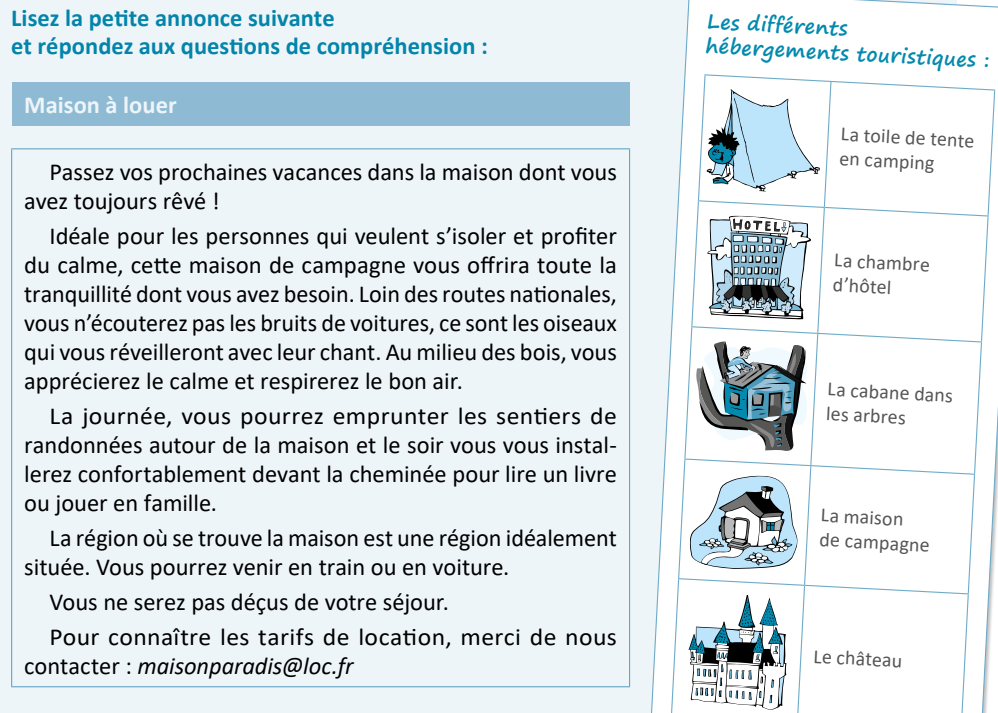 Lisez la petite annonce suivante
et répondez aux questions de compréhension :
Maison à louer
Passez vos prochaines vacances dans la maison dont vous
avez toujours rêvé !
Idéale pour les personnes qui veulent s’isoler et profiter
du calme, cette maison de campagne vous offrira toute la
tranquillité dont vous avez besoin. Loin des routes nationales,
vous n’écouterez pas les bruits de voitures, ce sont les oiseaux
qui vous réveilleront avec leur chant. Au milieu des bois, vous
apprécierez le calme et respirerez le bon air.
La journée, vous pourrez emprunter les sentiers de
randonnées autour de la maison et le soir vous vous instal-
lerez confortablement devant la cheminée pour lire un livre
ou jouer en famille.
La région où se trouve la maison est une région idéalement
située. Vous pourrez venir en train ou en voiture.
Vous ne serez pas déçus de votre séjour.
Pour connaître les tarifs de location, merci de nous
contacter : maisonparadis@loc.fr
Les différents
hébergements touristiques :
La toile de tente
en camping
HOTEL
La chambre
d’hôtel
La cabane dans
les arbres
La maison
de campagne
Le château